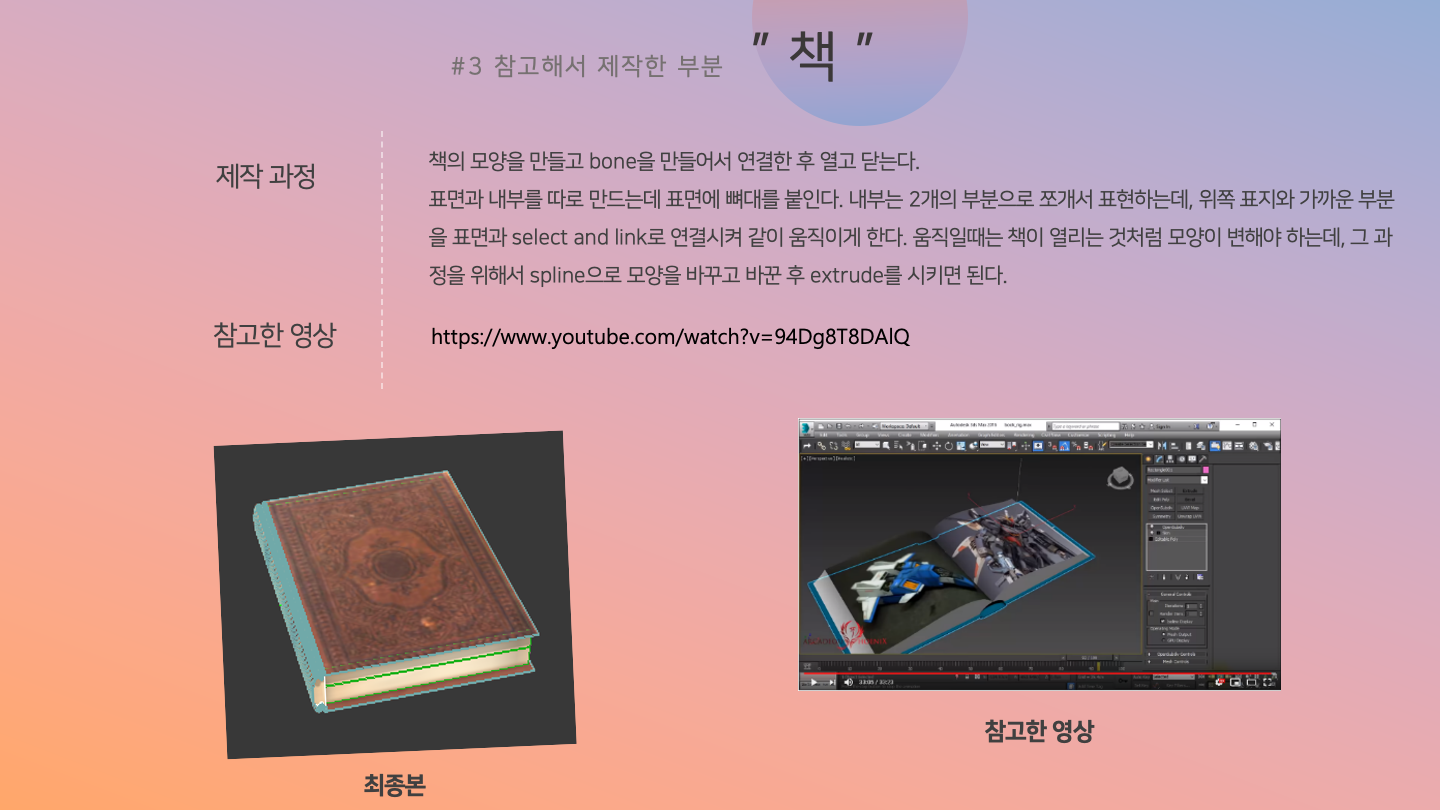 #3 참고해서 제작한 부분
" 책 "
제작 과정
책의 모양을 만들고 bone을 만들어서 연결한 후 열고 닫는다.
표면과 내부를 따로 만드는데 표면에 뼈대를 붙인다. 내부는 2개의 부분으로 쪼개서 표현하는데, 위쪽 표지와 가까운 부분
을 표면과 select and link로 연결시켜 같이 움직이게 한다. 움직일때는 책이 열리는 것처럼 모양이 변해야 하는데, 그 과
정을 위해서 spline으로 모양을 바꾸고 바꾼 후 extrude를 시키면 된다.
참고한 영상
https://www.youtube.com/watch?v=94Dg8T8DAlQ
Workspace: Default
Modifier List
General Controls
참고한 영상
최종본